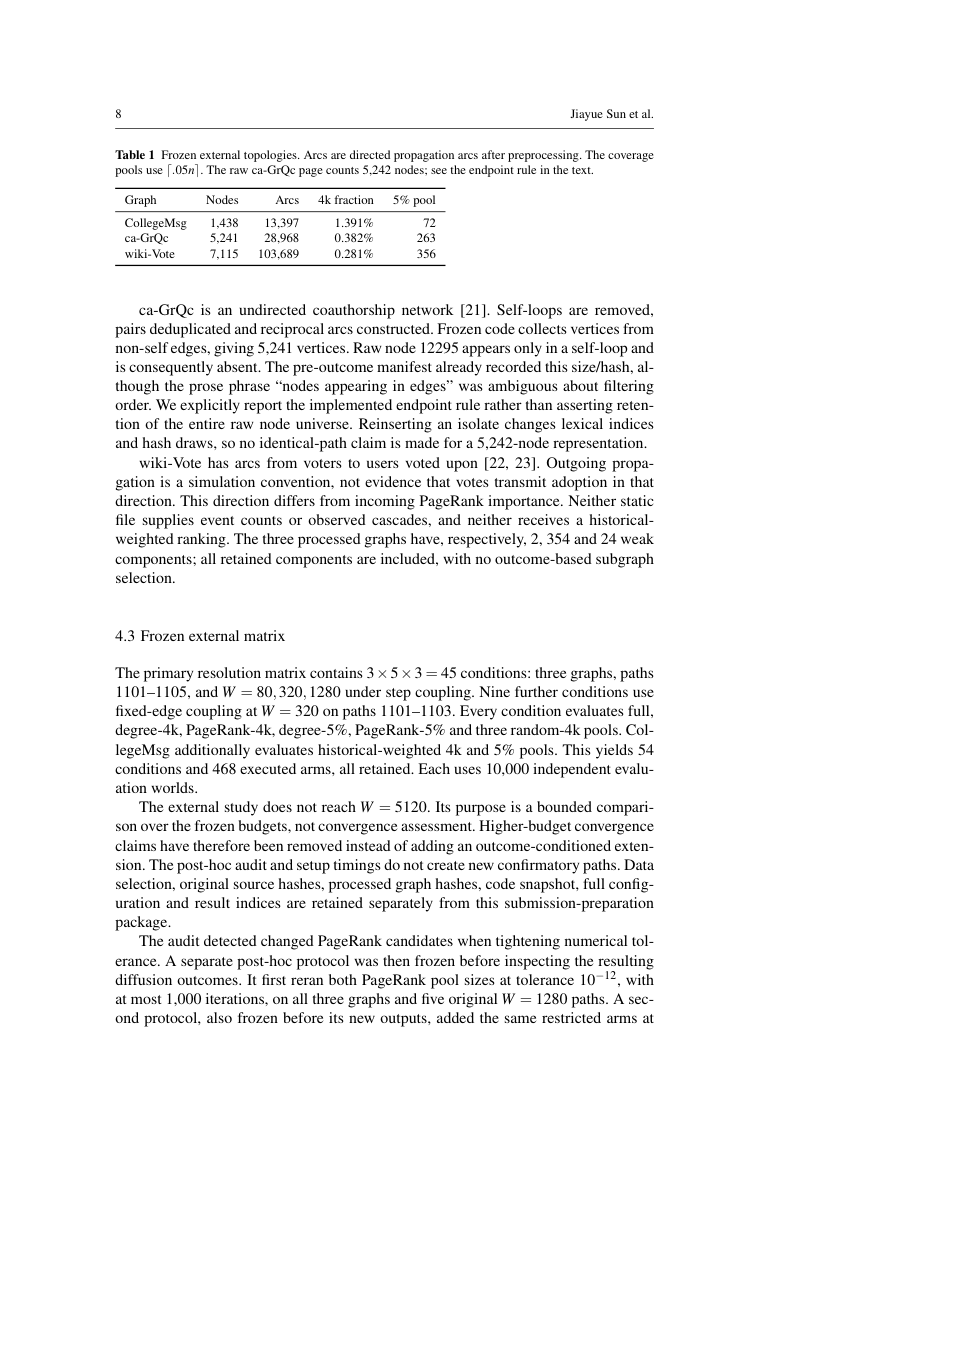 8 Jiayue Sun et al.
Table 1 Frozen external topologies. Arcs are directed propagation arcs after preprocessing. The coverage
pools use ⌈.05n⌉. The raw ca-GrQc page counts 5,242 nodes; see the endpoint rule in the text.
Graph Nodes Arcs 4k fraction 5% pool
CollegeMsg 1,438 13,397 1.391% 72
ca-GrQc 5,241 28,968 0.382% 263
wiki-Vote 7,115 103,689 0.281% 356
ca-GrQc is an undirected coauthorship network [21]. Self-loops are removed,
pairs deduplicated and reciprocal arcs constructed. Frozen code collects vertices from
non-self edges, giving 5,241 vertices. Raw node 12295 appears only in a self-loop and
is consequently absent. The pre-outcome manifest already recorded this size/hash, al-
though the prose phrase “nodes appearing in edges” was ambiguous about filtering
order. We explicitly report the implemented endpoint rule rather than asserting reten-
tion of the entire raw node universe. Reinserting an isolate changes lexical indices
and hash draws, so no identical-path claim is made for a 5,242-node representation.
wiki-Vote has arcs from voters to users voted upon [22, 23]. Outgoing propa-
gation is a simulation convention, not evidence that votes transmit adoption in that
direction. This direction differs from incoming PageRank importance. Neither static
file supplies event counts or observed cascades, and neither receives a historical-
weighted ranking. The three processed graphs have, respectively, 2, 354 and 24 weak
components; all retained components are included, with no outcome-based subgraph
selection.
4.3 Frozen external matrix
The primary resolution matrix contains 3 × 5 × 3 = 45 conditions: three graphs, paths
1101–1105, and W = 80, 320, 1280 under step coupling. Nine further conditions use
fixed-edge coupling at W = 320 on paths 1101–1103. Every condition evaluates full,
degree-4k, PageRank-4k, degree-5%, PageRank-5% and three random-4k pools. Col-
legeMsg additionally evaluates historical-weighted 4k and 5% pools. This yields 54
conditions and 468 executed arms, all retained. Each uses 10,000 independent evalu-
ation worlds.
The external study does not reach W = 5120. Its purpose is a bounded compari-
son over the frozen budgets, not convergence assessment. Higher-budget convergence
claims have therefore been removed instead of adding an outcome-conditioned exten-
sion. The post-hoc audit and setup timings do not create new confirmatory paths. Data
selection, original source hashes, processed graph hashes, code snapshot, full config-
uration and result indices are retained separately from this submission-preparation
package.
The audit detected changed PageRank candidates when tightening numerical tol-
erance. A separate post-hoc protocol was then frozen before inspecting the resulting
diffusion outcomes. It first reran both PageRank pool sizes at tolerance 10⁻¹², with
at most 1,000 iterations, on all three graphs and five original W = 1280 paths. A sec-
ond protocol, also frozen before its new outputs, added the same restricted arms at